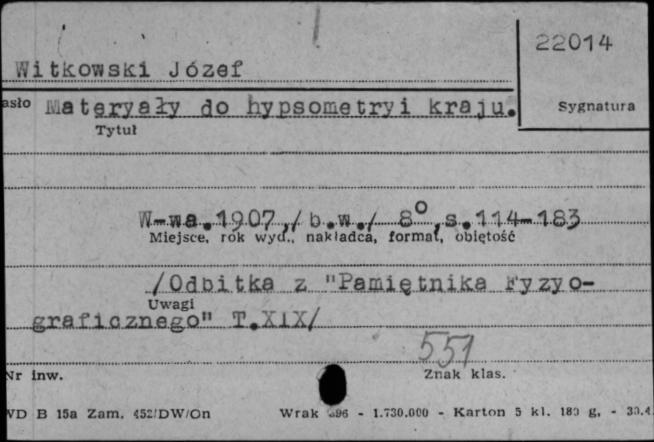 22014
Witkowski Józef
asło Materyały do hypsometryi kraju. Sygnatura
Tytuł
W-wa.1907,/b.w./ 8⁰,s.114-183
Miejsce, rok wyd., nakładca, format, objętość
/Odbitka z "Pamiętnika Fyzyo-
Uwagi
graficznego" T.XIX/
551
Nr inw. Znak klas.
WD B 15a Zam. 452/DW/On Wrak 396 - 1.730.000 - Karton 5 kl. 180 g. - 30.4